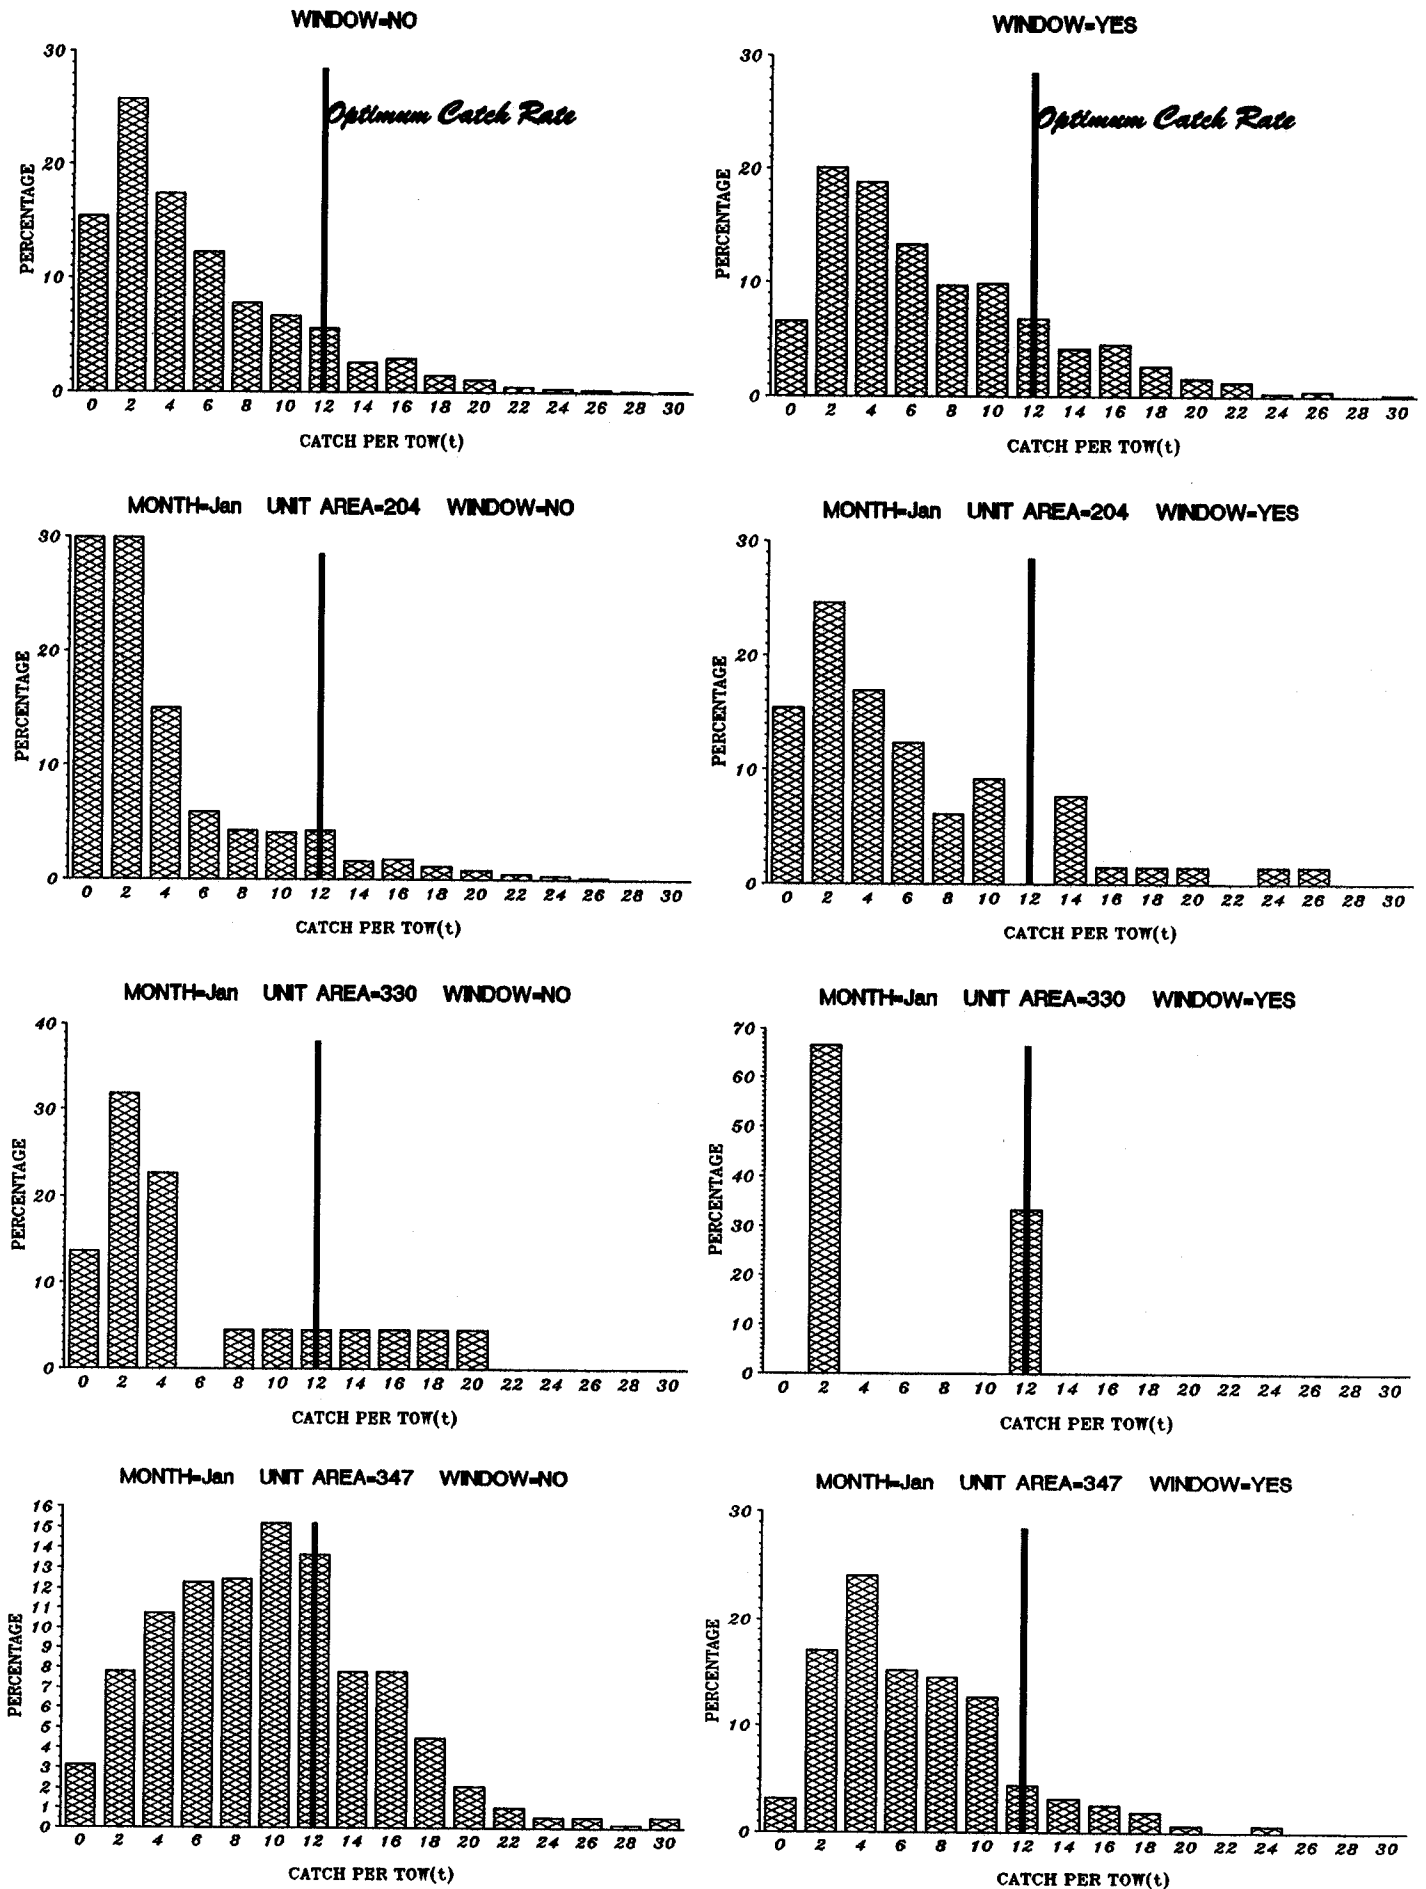 WINDOW=NO
30
20
10
0
PERCENTAGE
Optimum Catch Rate
0 2 4 6 8 10 12 14 16 18 20 22 24 26 28 30
CATCH PER TOW(t)
WINDOW=YES
30
20
10
0
PERCENTAGE
Optimum Catch Rate
0 2 4 6 8 10 12 14 16 18 20 22 24 26 28 30
CATCH PER TOW(t)
MONTH=Jan UNIT AREA=204 WINDOW=NO
30
20
10
0
PERCENTAGE
0 2 4 6 8 10 12 14 16 18 20 22 24 26 28 30
CATCH PER TOW(t)
MONTH=Jan UNIT AREA=204 WINDOW=YES
30
20
10
0
PERCENTAGE
0 2 4 6 8 10 12 14 16 18 20 22 24 26 28 30
CATCH PER TOW(t)
MONTH=Jan UNIT AREA=330 WINDOW=NO
40
30
20
10
0
PERCENTAGE
0 2 4 6 8 10 12 14 16 18 20 22 24 26 28 30
CATCH PER TOW(t)
MONTH=Jan UNIT AREA=330 WINDOW=YES
70
60
50
40
30
20
10
0
PERCENTAGE
0 2 4 6 8 10 12 14 16 18 20 22 24 26 28 30
CATCH PER TOW(t)
MONTH=Jan UNIT AREA=347 WINDOW=NO
16
15
14
13
12
11
10
9
8
7
6
5
4
3
2
1
0
PERCENTAGE
0 2 4 6 8 10 12 14 16 18 20 22 24 26 28 30
CATCH PER TOW(t)
MONTH=Jan UNIT AREA=347 WINDOW=YES
30
20
10
0
PERCENTAGE
0 2 4 6 8 10 12 14 16 18 20 22 24 26 28 30
CATCH PER TOW(t)